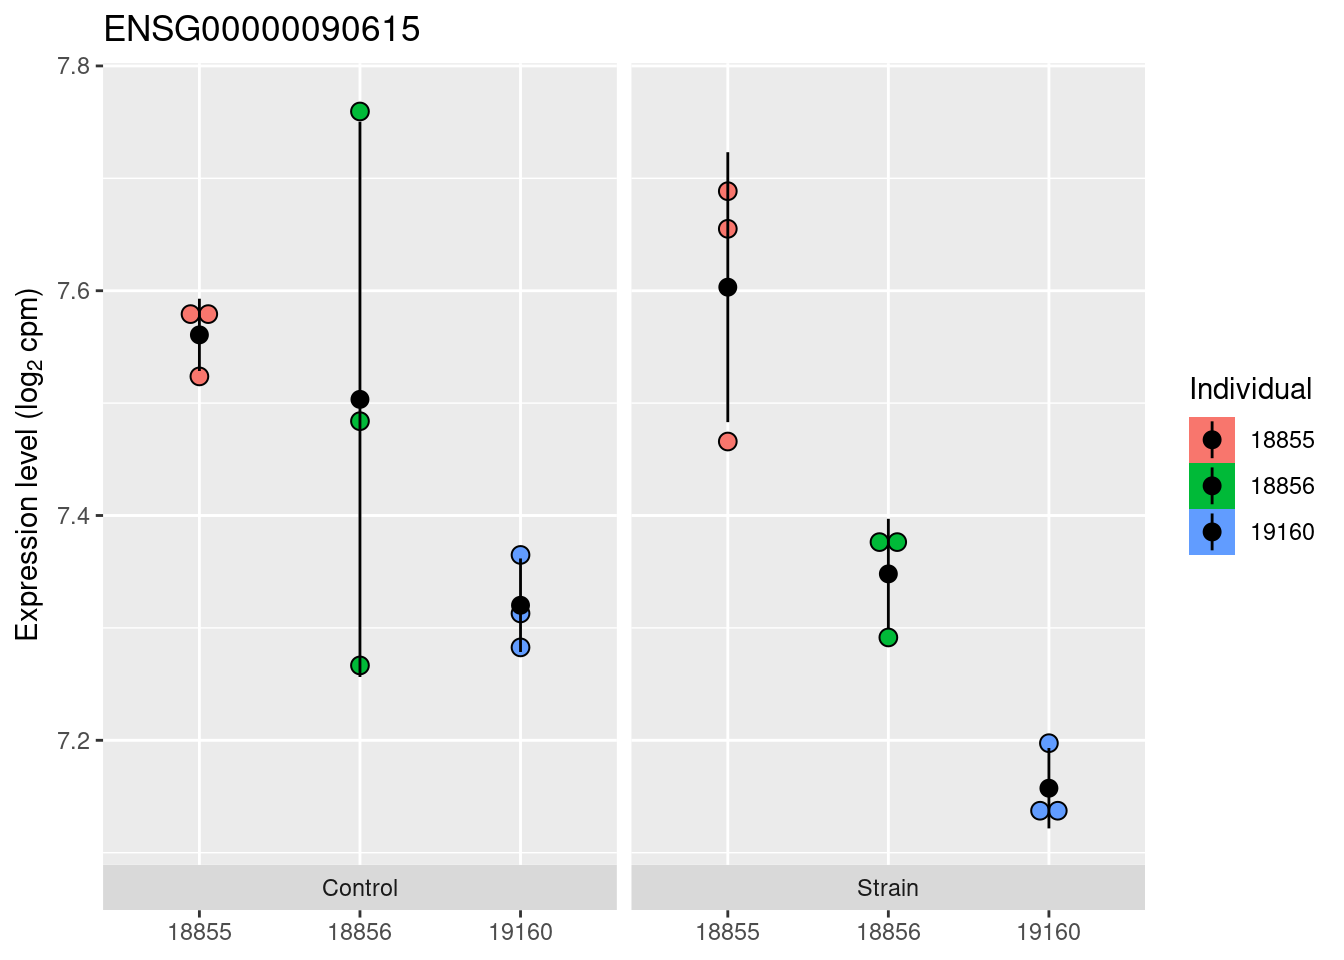 ENSG00000090615
7.8
7.6
7.4
7.2
Expression level (log₂ cpm)
Control
Strain
18855
18856
19160
18855
18856
19160
Individual
18855
18856
19160